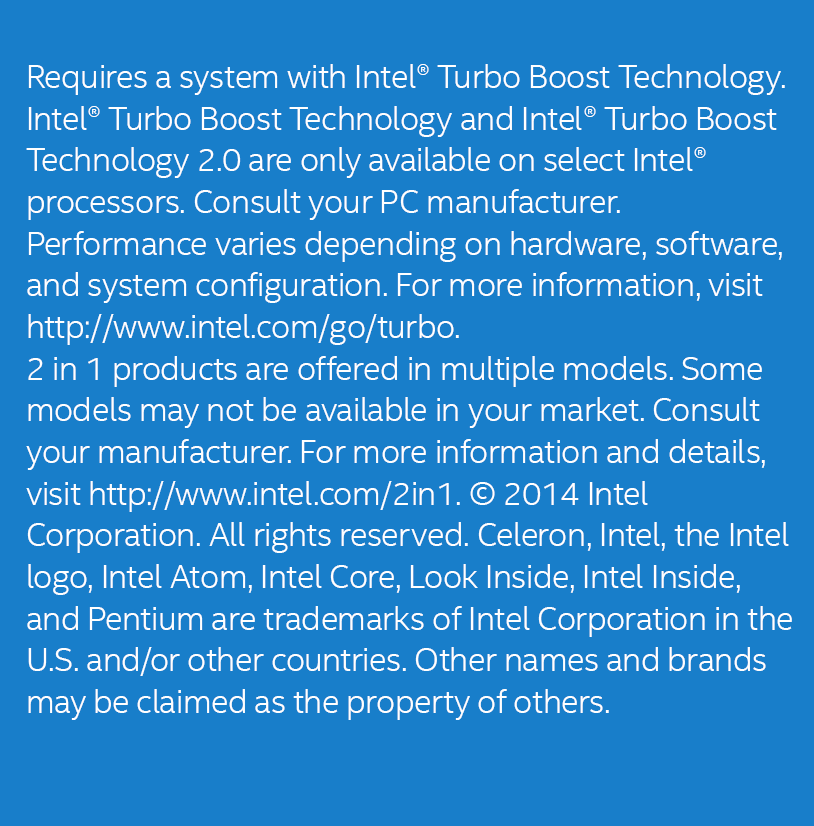 Requires a system with Intel® Turbo Boost Technology.
Intel® Turbo Boost Technology and Intel® Turbo Boost
Technology 2.0 are only available on select Intel®
processors. Consult your PC manufacturer.
Performance varies depending on hardware, software,
and system configuration. For more information, visit
http://www.intel.com/go/turbo.
2 in 1 products are offered in multiple models. Some
models may not be available in your market. Consult
your manufacturer. For more information and details,
visit http://www.intel.com/2in1. © 2014 Intel
Corporation. All rights reserved. Celeron, Intel, the Intel
logo, Intel Atom, Intel Core, Look Inside, Intel Inside,
and Pentium are trademarks of Intel Corporation in the
U.S. and/or other countries. Other names and brands
may be claimed as the property of others.